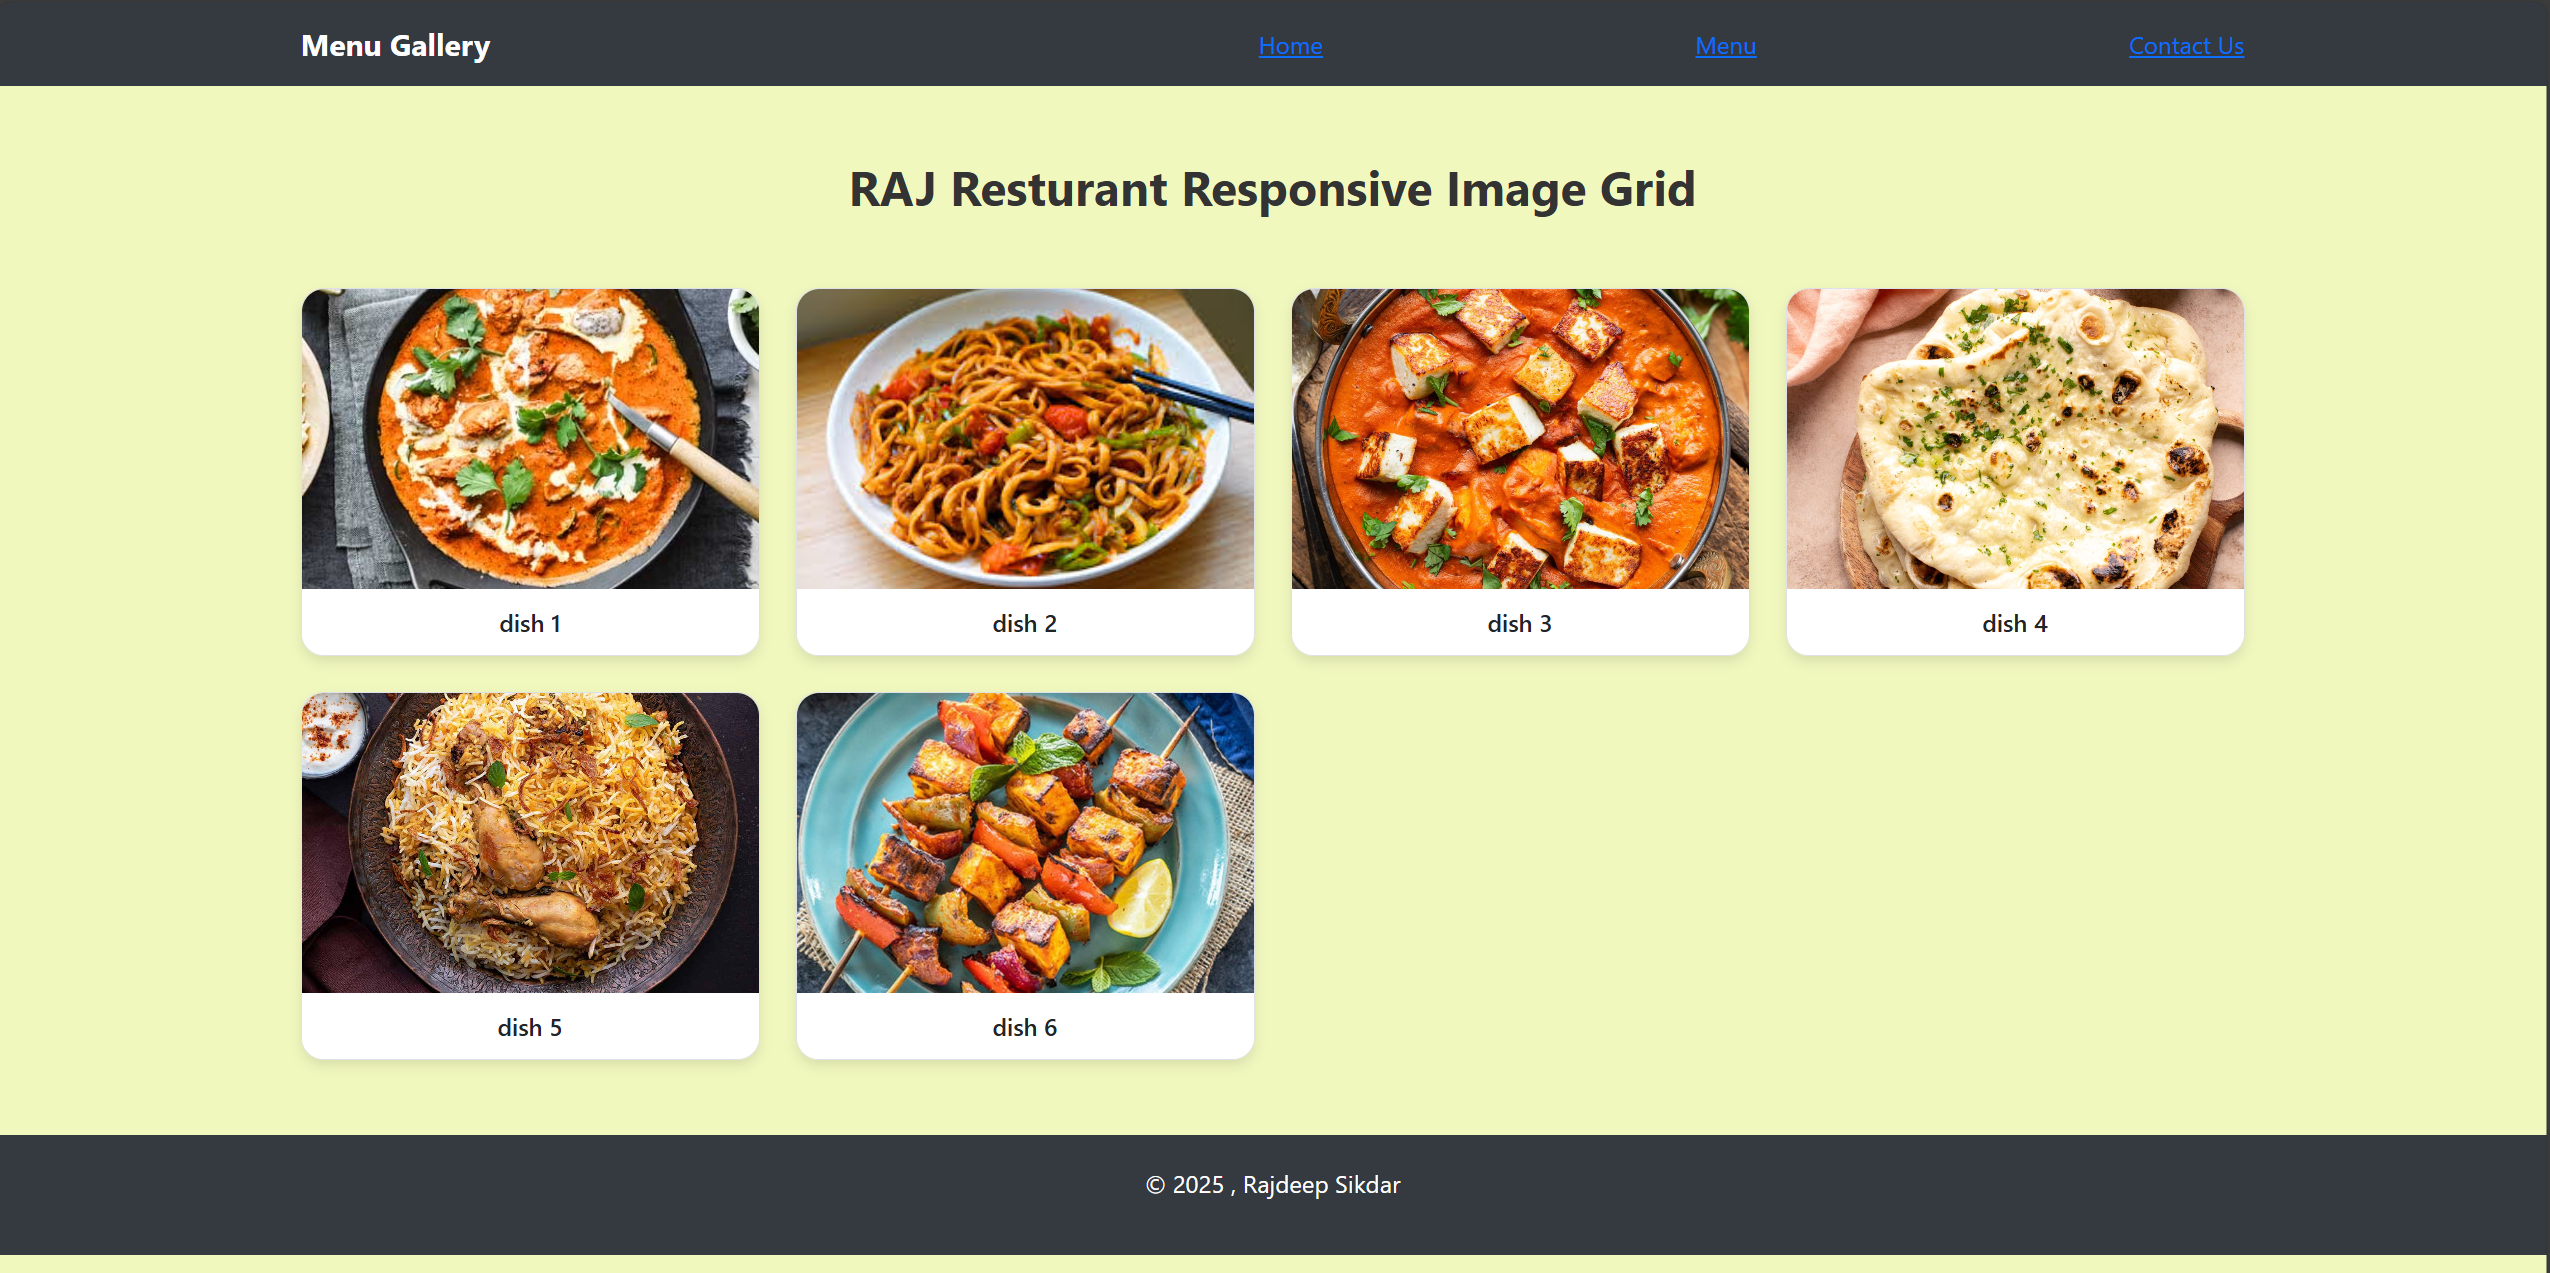 Menu Gallery Home Menu Contact Us
RAJ Resturant Responsive Image Grid
dish 1 dish 2 dish 3 dish 4
dish 5 dish 6
© 2025 , Rajdeep Sikdar